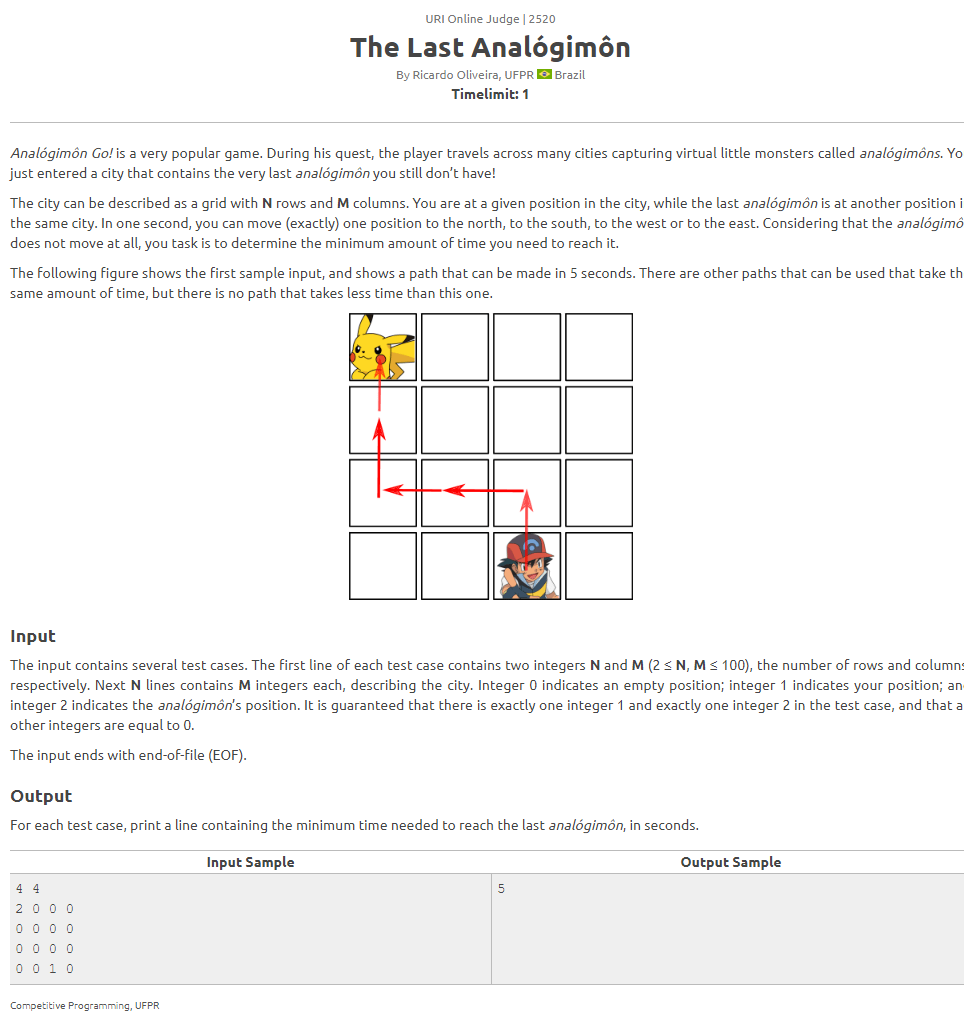 URI Online Judge | 2520
The Last Analógimôn
By Ricardo Oliveira, UFPR Brazil
Timelimit: 1
Analógimôn Go! is a very popular game. During his quest, the player travels across many cities capturing virtual little monsters called analógimôns. Yo
just entered a city that contains the very last analógimôn you still don't have!
The city can be described as a grid with N rows and M columns. You are at a given position in the city, while the last analógimôn is at another position i
the same city. In one second, you can move (exactly) one position to the north, to the south, to the west or to the east. Considering that the analógimô
does not move at all, you task is to determine the minimum amount of time you need to reach it.
The following figure shows the first sample input, and shows a path that can be made in 5 seconds. There are other paths that can be used that take th
same amount of time, but there is no path that takes less time than this one.
Input
The input contains several test cases. The first line of each test case contains two integers N and M (2 ≤ N, M ≤ 100), the number of rows and columns
respectively. Next N lines contains M integers each, describing the city. Integer 0 indicates an empty position; integer 1 indicates your position; an
integer 2 indicates the analógimôn's position. It is guaranteed that there is exactly one integer 1 and exactly one integer 2 in the test case, and that a
other integers are equal to 0.
The input ends with end-of-file (EOF).
Output
For each test case, print a line containing the minimum time needed to reach the last analógimôn, in seconds.
Input Sample Output Sample
4 4 5
2 0 0 0
0 0 0 0
0 0 0 0
0 0 1 0
Competitive Programming, UFPR